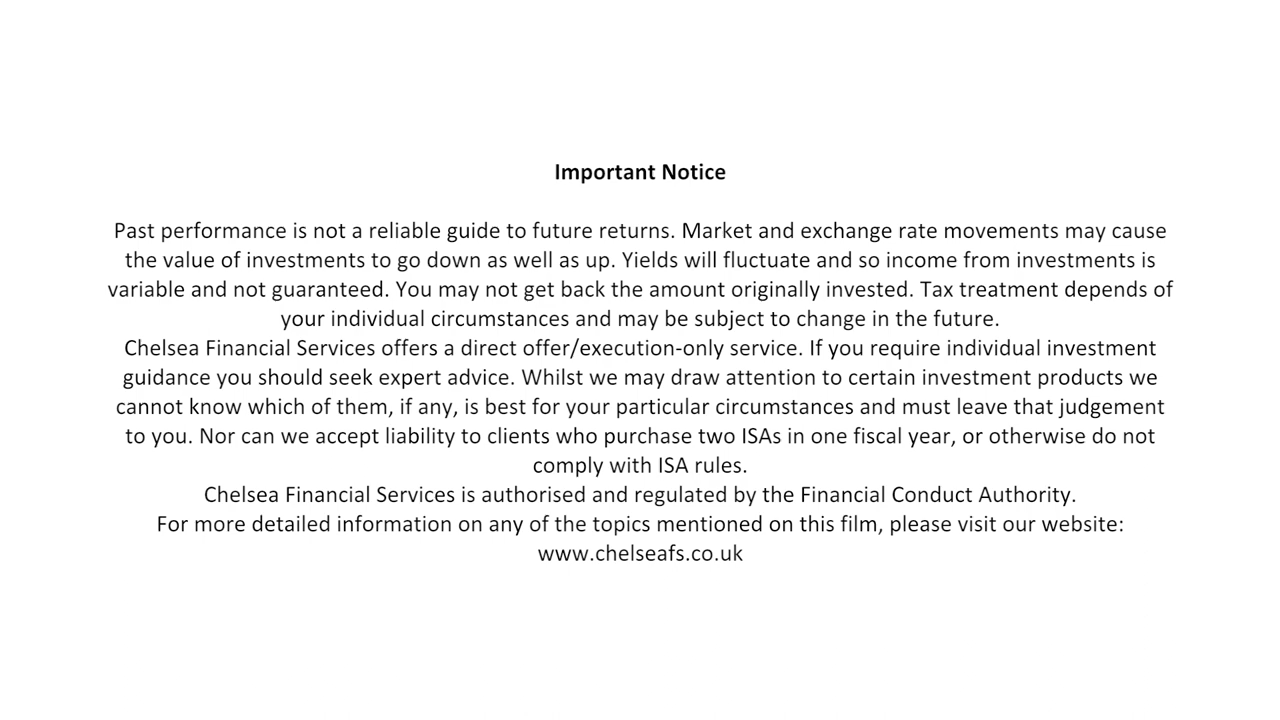 Important Notice
Past performance is not a reliable guide to future returns. Market and exchange rate movements may cause
the value of investments to go down as well as up. Yields will fluctuate and so income from investments is
variable and not guaranteed. You may not get back the amount originally invested. Tax treatment depends of
your individual circumstances and may be subject to change in the future.
Chelsea Financial Services offers a direct offer/execution-only service. If you require individual investment
guidance you should seek expert advice. Whilst we may draw attention to certain investment products we
cannot know which of them, if any, is best for your particular circumstances and must leave that judgement
to you. Nor can we accept liability to clients who purchase two ISAs in one fiscal year, or otherwise do not
comply with ISA rules.
Chelsea Financial Services is authorised and regulated by the Financial Conduct Authority.
For more detailed information on any of the topics mentioned on this film, please visit our website:
www.chelseafs.co.uk